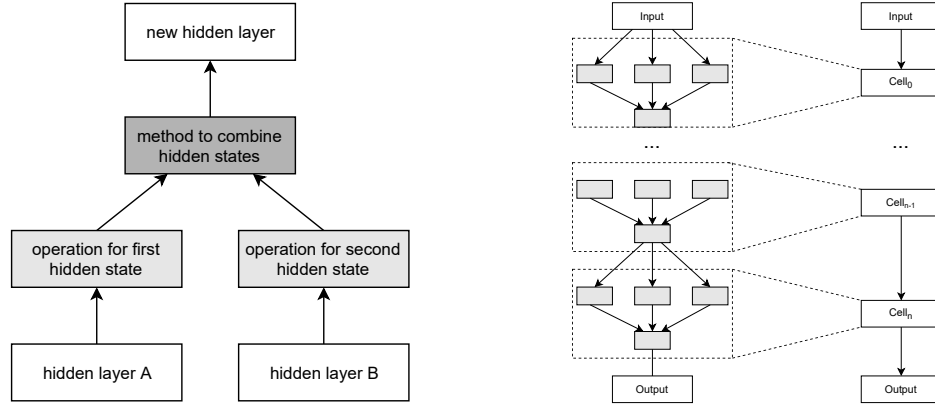 new hidden layer
method to combine
hidden states
operation for first
hidden state
operation for second
hidden state
hidden layer A
hidden layer B
Input
...
Output
Input
Cell0
...
Celln-1
Celln
Output